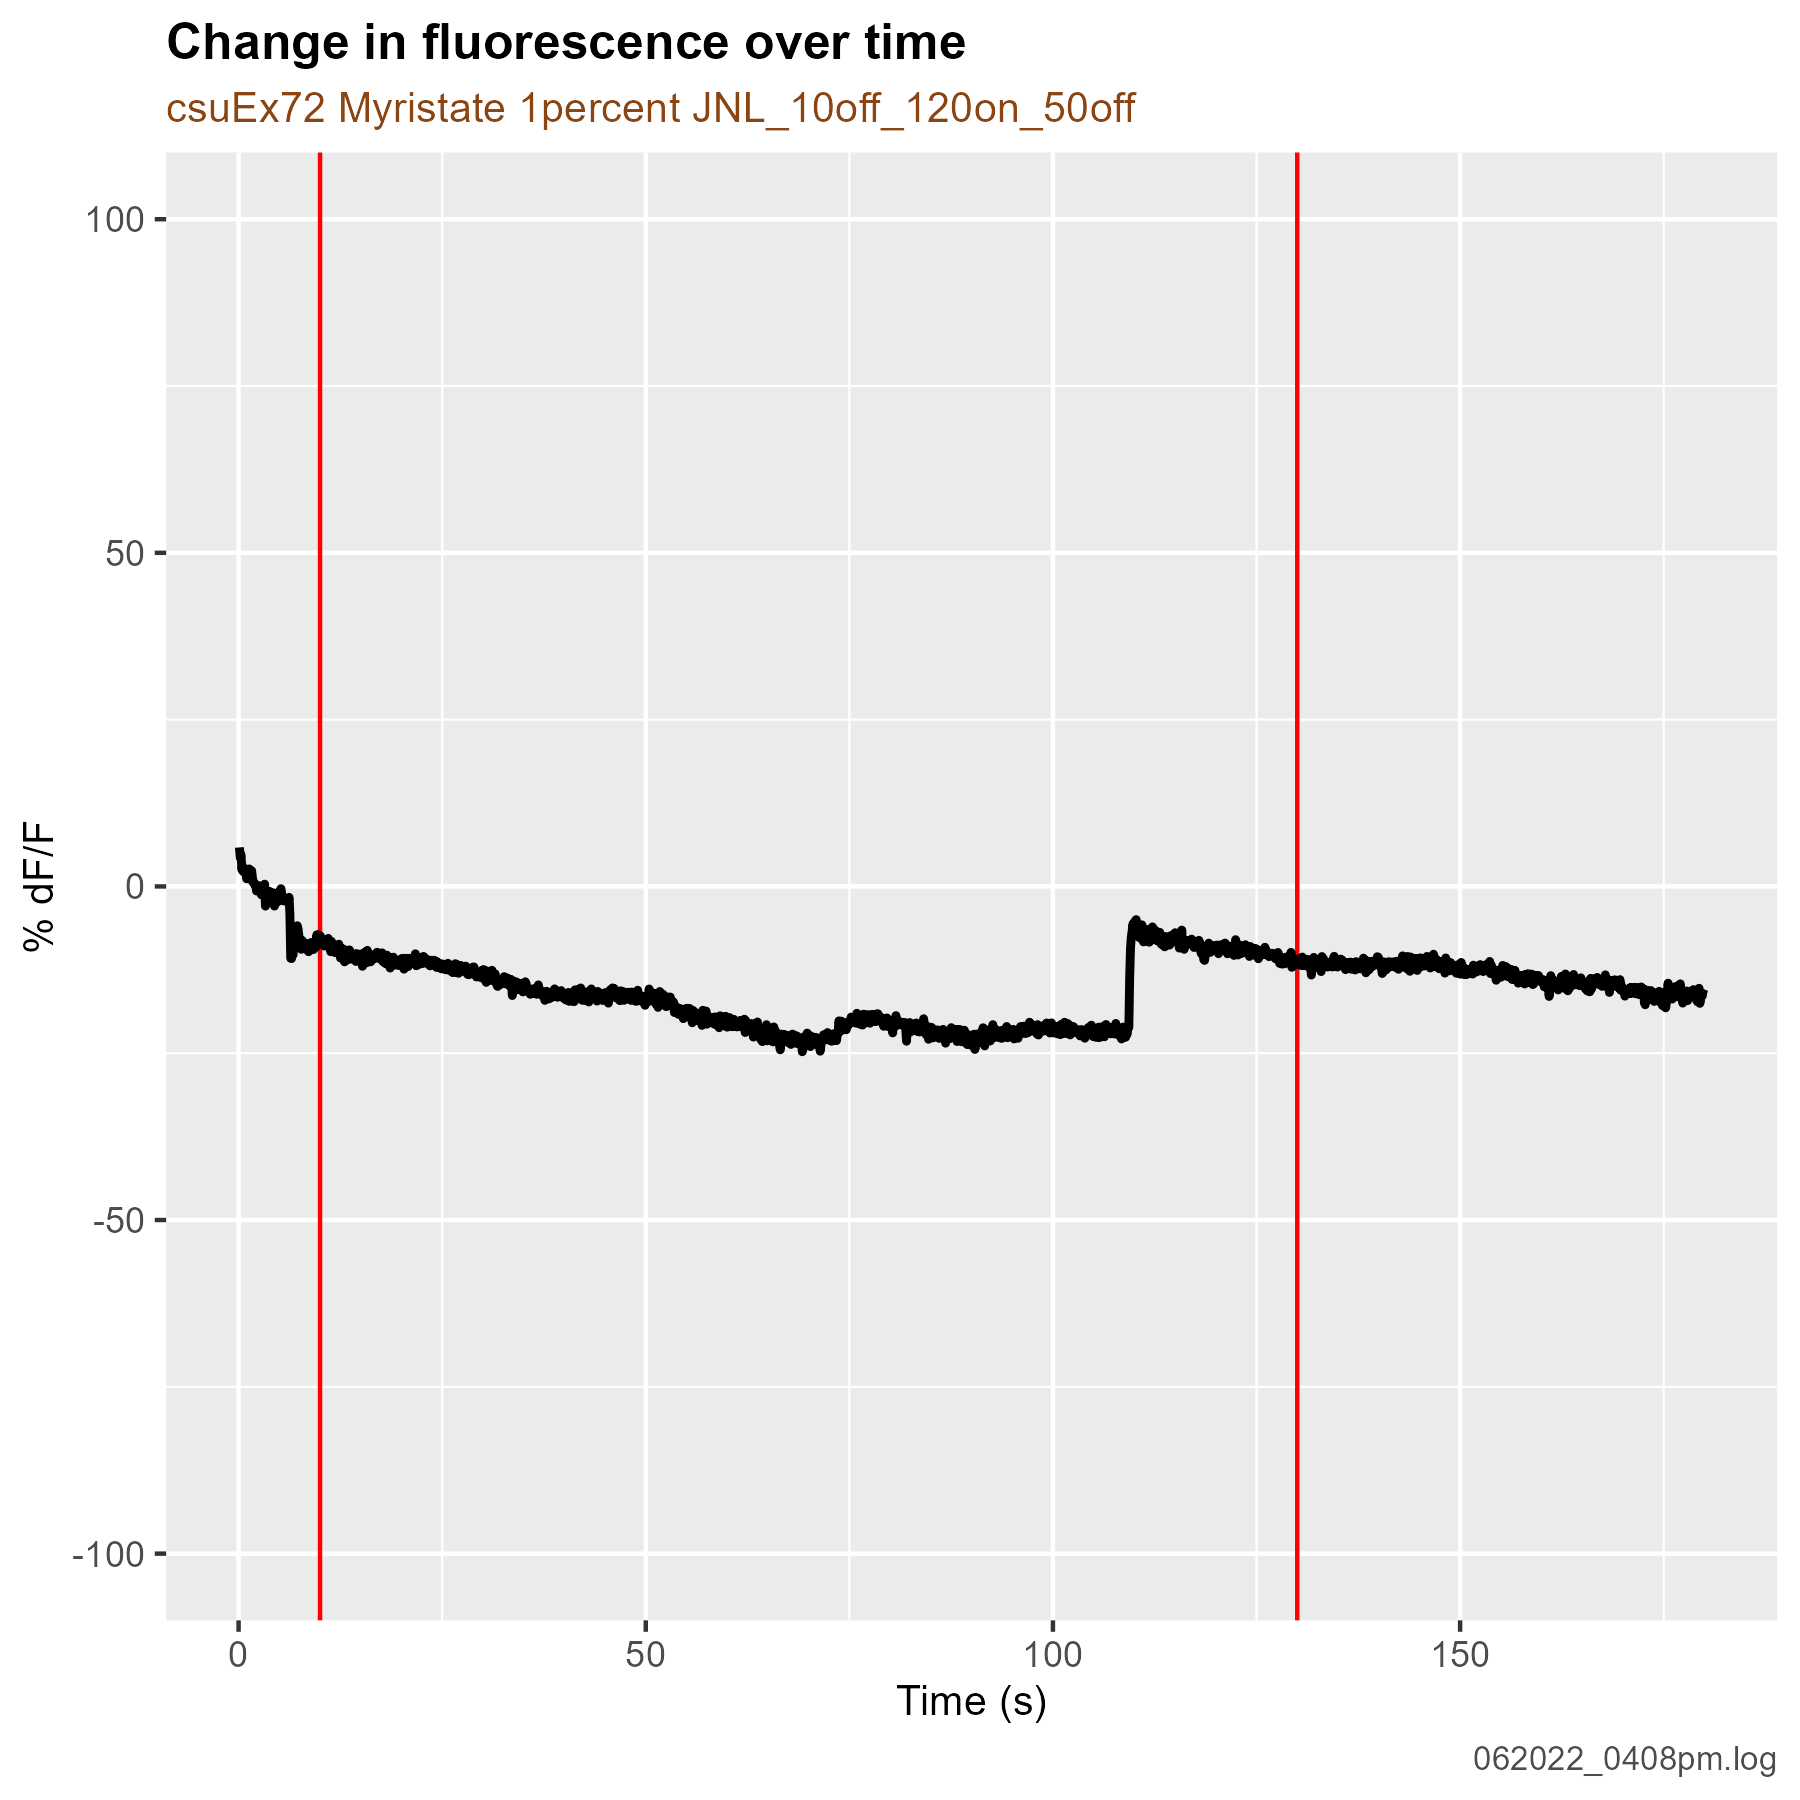 Change in fluorescence over time
csuEx72 Myristate 1percent JNL_10off_120on_50off
100
50
0
-50
-100
% dF/F
0 50 100 150
Time (s)
062022_0408pm.log